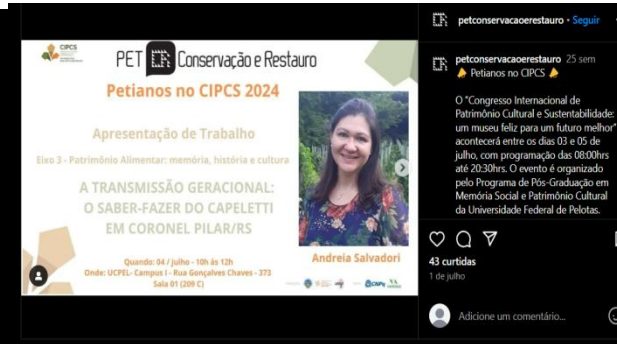 CIPCS
PET CR Conservação e Restauro
Petianos no CIPCS 2024
Apresentação de Trabalho
Eixo 3 - Patrimônio Alimentar: memória, história e cultura
A TRANSMISSÃO GERACIONAL:
O SABER-FAZER DO CAPELETTI
EM CORONEL PILAR/RS
Quando: 04 / julho - 10h às 12h
Onde: UCPEL- Campus I - Rua Gonçalves Chaves - 373
Sala 01 (209 C)
Andreia Salvadori
CNPq
petconservacaoerestauro • Seguir
petconservacaoerestauro 25 sem
Petianos no CIPCS
O "Congresso Internacional de
Patrimônio Cultural e Sustentabilidade:
um museu feliz para um futuro melhor"
acontecerá entre os dias 03 e 05 de
julho, com programação das 08:00hrs
até 20:30hrs. O evento é organizado
pelo Programa de Pós-Graduação em
Memória Social e Patrimônio Cultural
da Universidade Federal de Pelotas.
43 curtidas
1 de julho
Adicione um comentário...